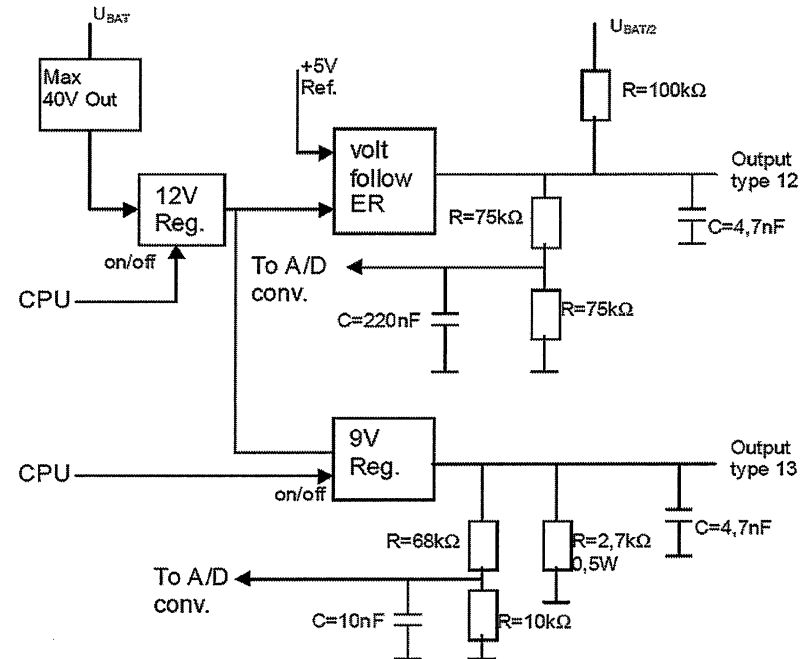 UBAT
Max
40V Out
+5V
Ref.
UBAT/2
R=100kΩ
volt
follow
ER
Output
type 12
12V
Reg.
on/off
CPU
R=75kΩ
C=4,7nF
To A/D
conv.
C=220nF
R=75kΩ
9V
Reg.
Output
type 13
CPU
on/off
R=68kΩ
R=2,7kΩ
0,5W
C=4,7nF
To A/D
conv.
C=10nF
R=10kΩ